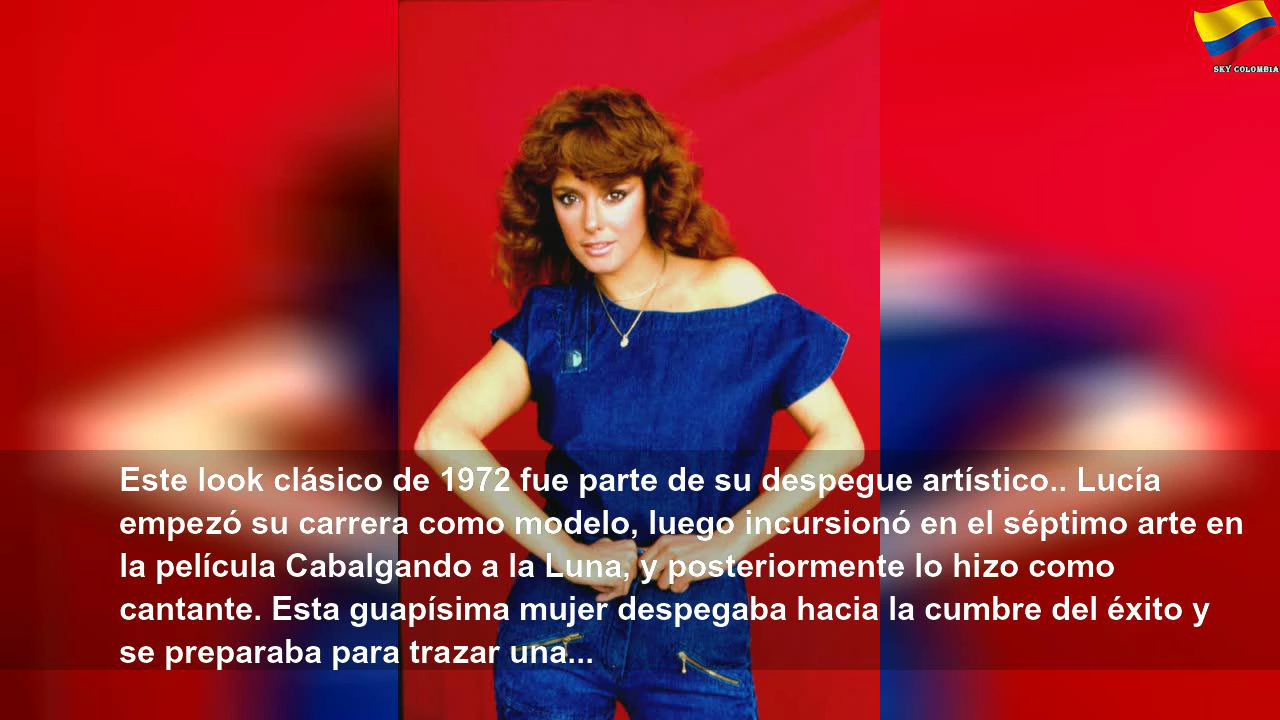 SKY COLOMBIA
Este look clásico de 1972 fue parte de su despegue artístico.. Lucía
empezó su carrera como modelo, luego incursionó en el séptimo arte en
la película Cabalgando a la Luna, y posteriormente lo hizo como
cantante. Esta guapísima mujer despegaba hacia la cumbre del éxito y
se preparaba para trazar una...